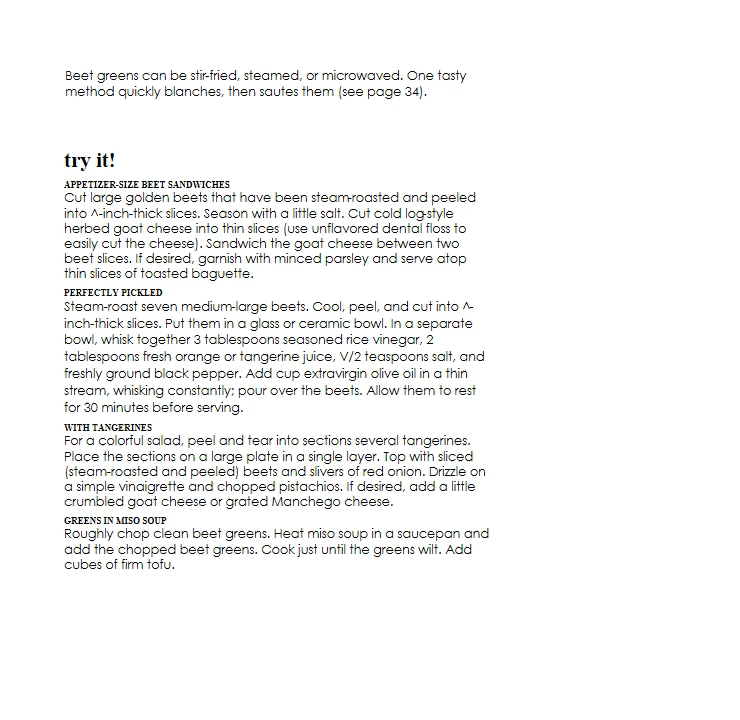 Beet greens can be stir-fried, steamed, or microwaved. One tasty
method quickly blanches, then sautes them (see page 34).
try it!
APPETIZER-SIZE BEET SANDWICHES
Cut large golden beets that have been steam-roasted and peeled
into ^-inch-thick slices. Season with a little salt. Cut cold log-style
herbed goat cheese into thin slices (use unflavored dental floss to
easily cut the cheese). Sandwich the goat cheese between two
beet slices. If desired, garnish with minced parsley and serve atop
thin slices of toasted baguette.
PERFECTLY PICKLED
Steam-roast seven medium-large beets. Cool, peel, and cut into ^-
inch-thick slices. Put them in a glass or ceramic bowl. In a separate
bowl, whisk together 3 tablespoons seasoned rice vinegar, 2
tablespoons fresh orange or tangerine juice, V/2 teaspoons salt, and
freshly ground black pepper. Add cup extravirgin olive oil in a thin
stream, whisking constantly; pour over the beets. Allow them to rest
for 30 minutes before serving.
WITH TANGERINES
For a colorful salad, peel and tear into sections several tangerines.
Place the sections on a large plate in a single layer. Top with sliced
(steam-roasted and peeled) beets and slivers of red onion. Drizzle on
a simple vinaigrette and chopped pistachios. If desired, add a little
crumbled goat cheese or grated Manchego cheese.
GREENS IN MISO SOUP
Roughly chop clean beet greens. Heat miso soup in a saucepan and
add the chopped beet greens. Cook just until the greens wilt. Add
cubes of firm tofu.